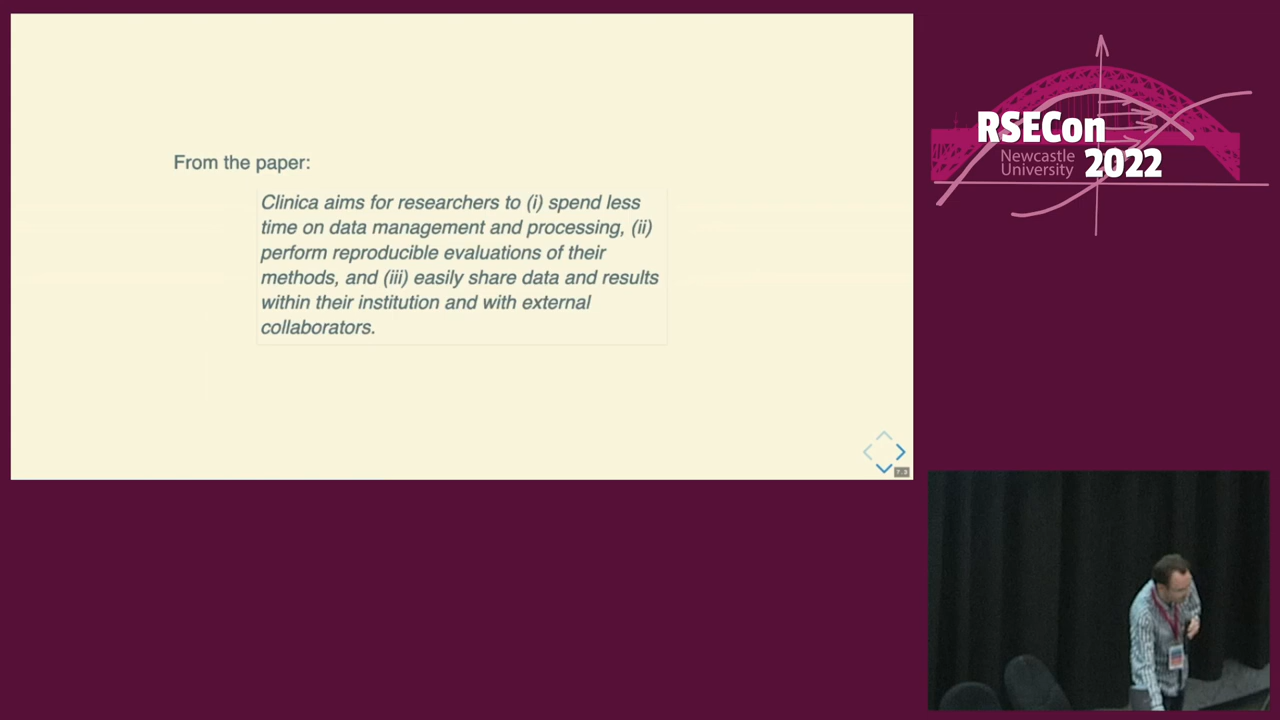 From the paper:
Clinica aims for researchers to (i) spend less
time on data management and processing, (ii)
perform reproducible evaluations of their
methods, and (iii) easily share data and results
within their institution and with external
collaborators.
RSECon
Newcastle
University
2022